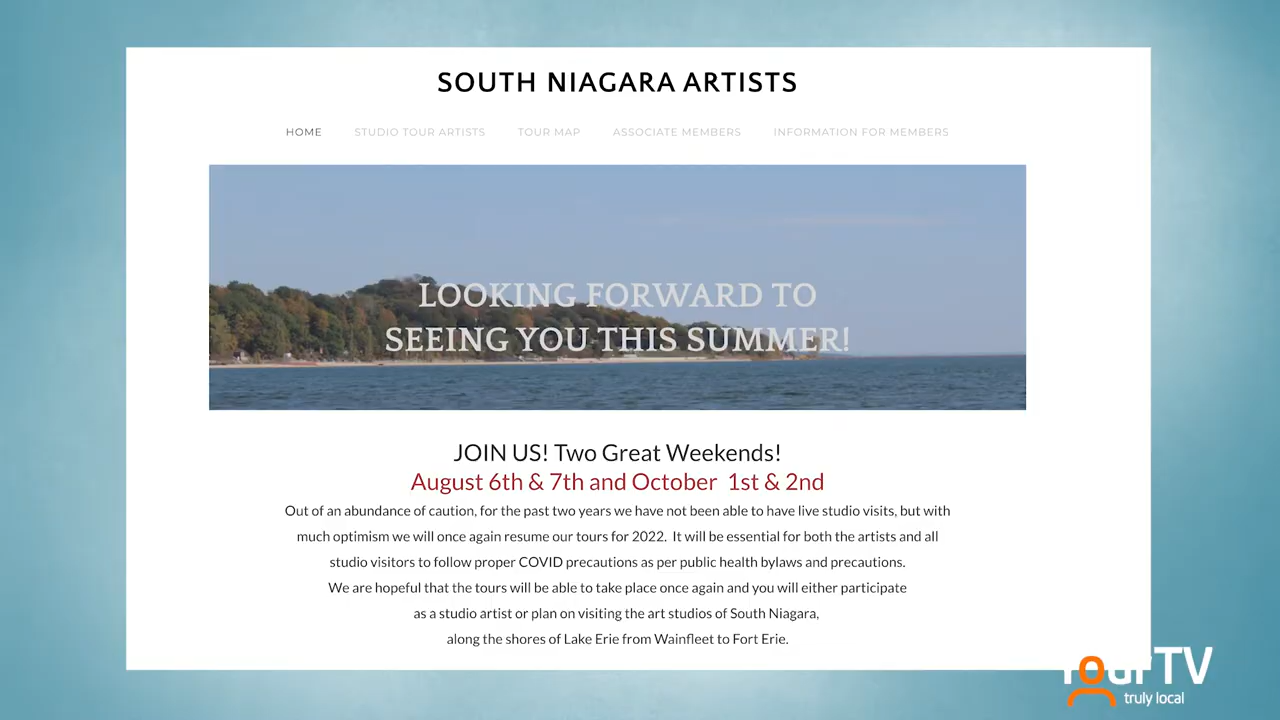 SOUTH NIAGARA ARTISTS
HOME STUDIO TOUR ARTISTS TOUR MAP ASSOCIATE MEMBERS INFORMATION FOR MEMBERS
LOOKING FORWARD TO
SEEING YOU THIS SUMMER!
JOIN US! Two Great Weekends!
August 6th & 7th and October 1st & 2nd
Out of an abundance of caution, for the past two years we have not been able to have live studio visits, but with
much optimism we will once again resume our tours for 2022. It will be essential for both the artists and all
studio visitors to follow proper COVID precautions as per public health bylaws and precautions.
We are hopeful that the tours will be able to take place once again and you will either participate
as a studio artist or plan on visiting the art studios of South Niagara,
along the shores of Lake Erie from Wainfleet to Fort Erie.
YourTV
truly local